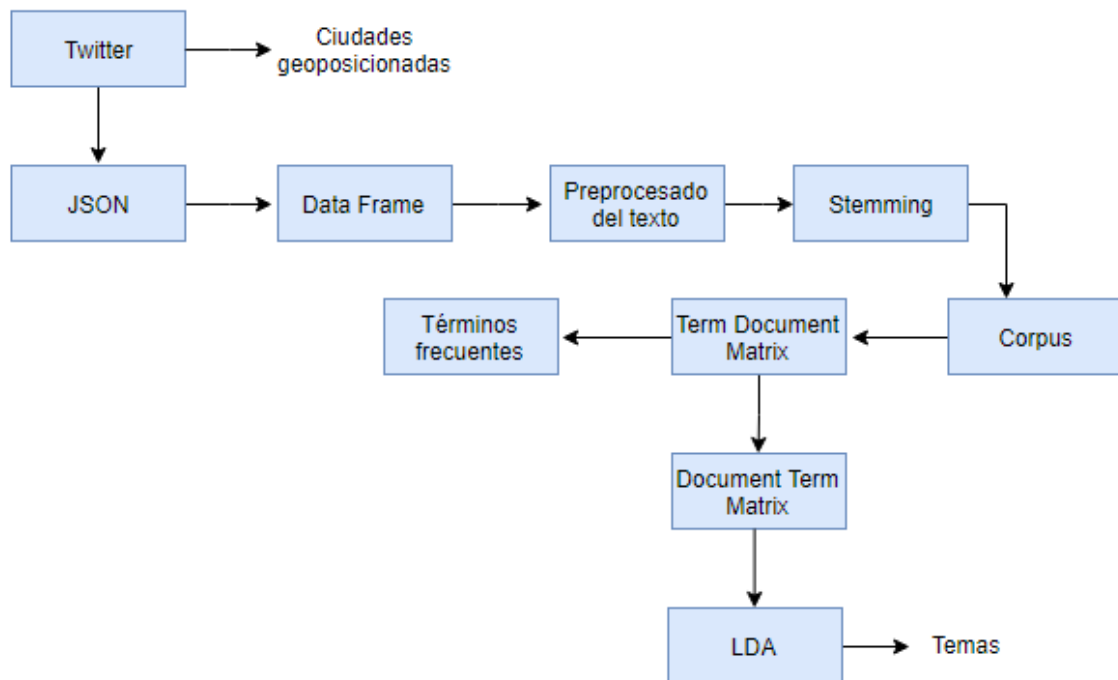 Twitter
Ciudades
geoposicionadas
JSON
Data Frame
Preprocesado
del texto
Stemming
Términos
frecuentes
Term Document
Matrix
Corpus
Document Term
Matrix
LDA
Temas